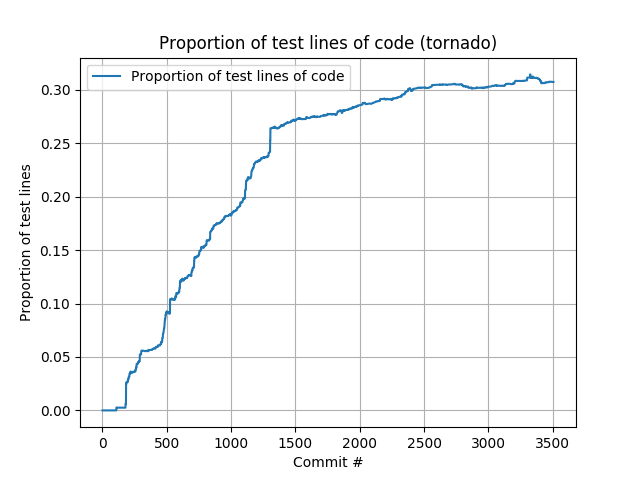 Proportion of test lines of code (tornado)
Proportion of test lines of code
Proportion of test lines
0.30
0.25
0.20
0.15
0.10
0.05
0.00
0 500 1000 1500 2000 2500 3000 3500
Commit #